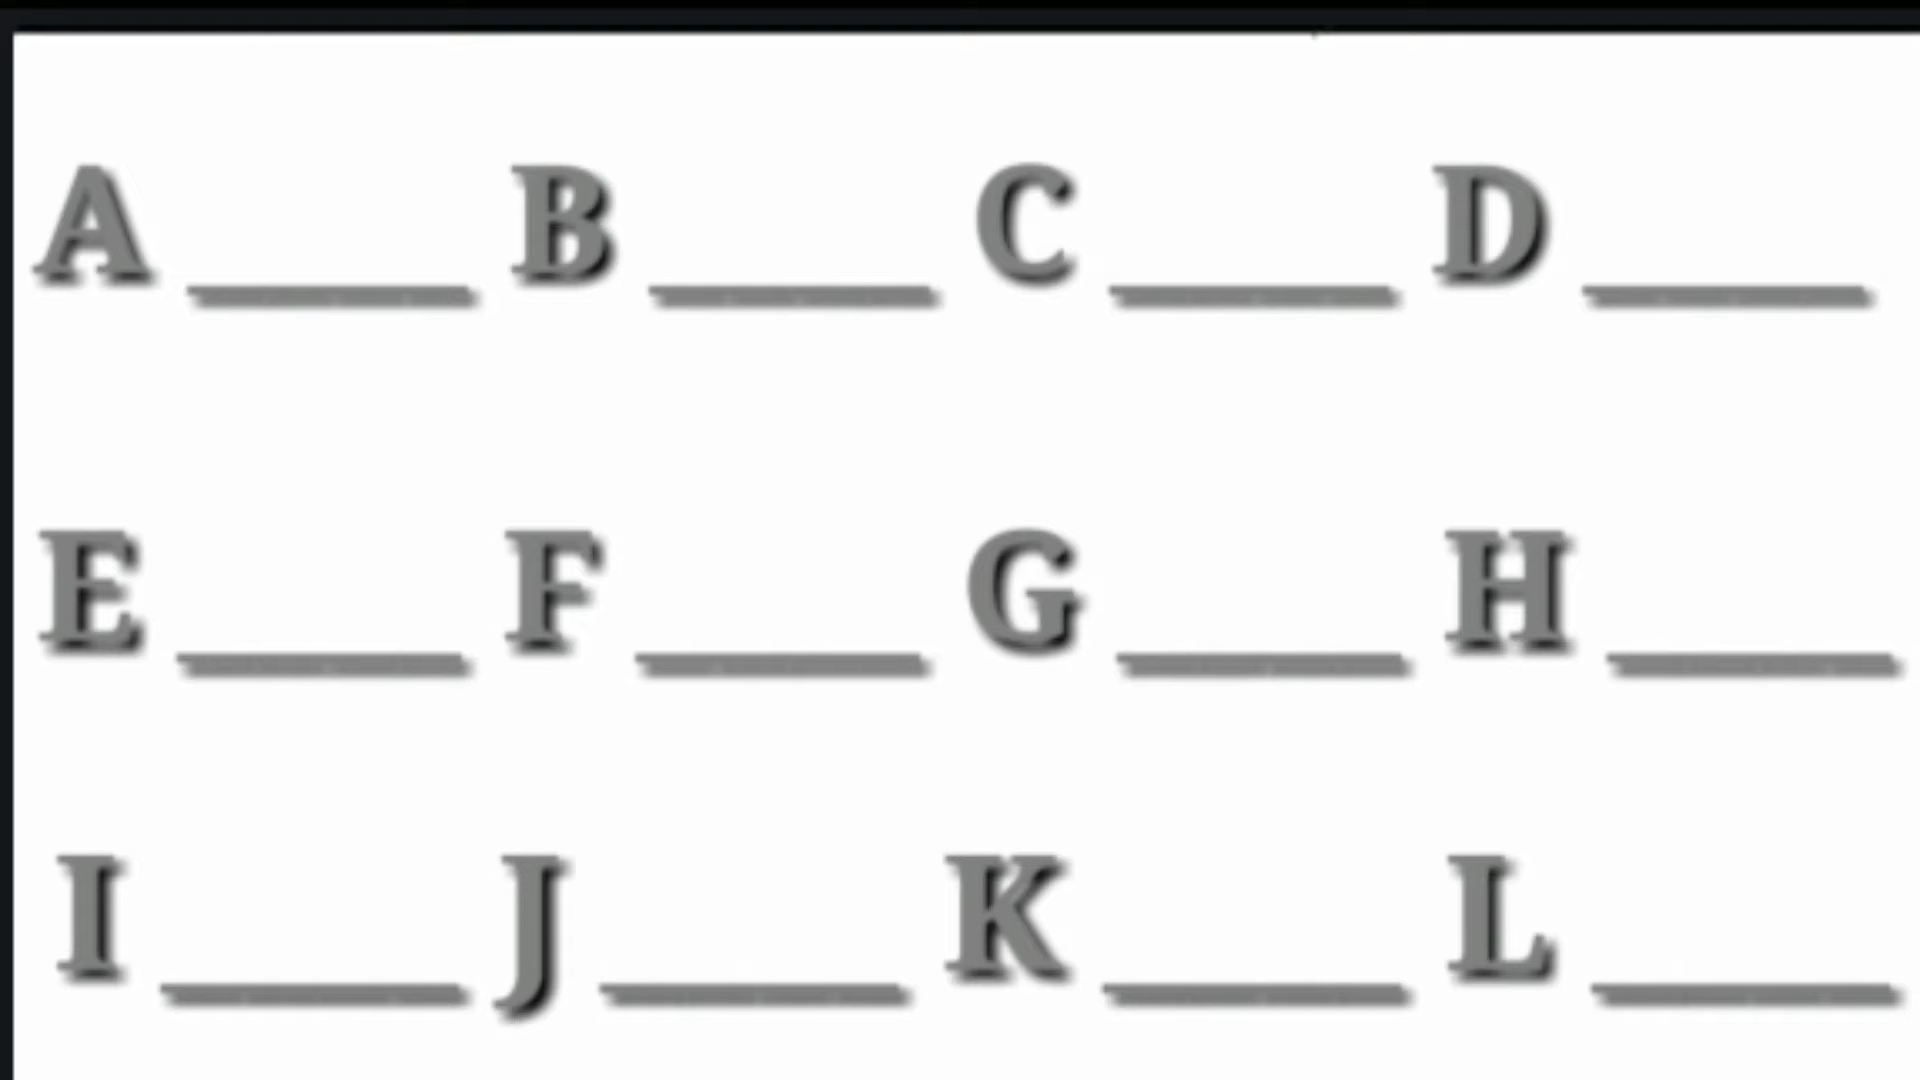 A ____ B ____ C ____ D ____
E ____ F ____ G ____ H ____
I ____ J ____ K ____ L ____